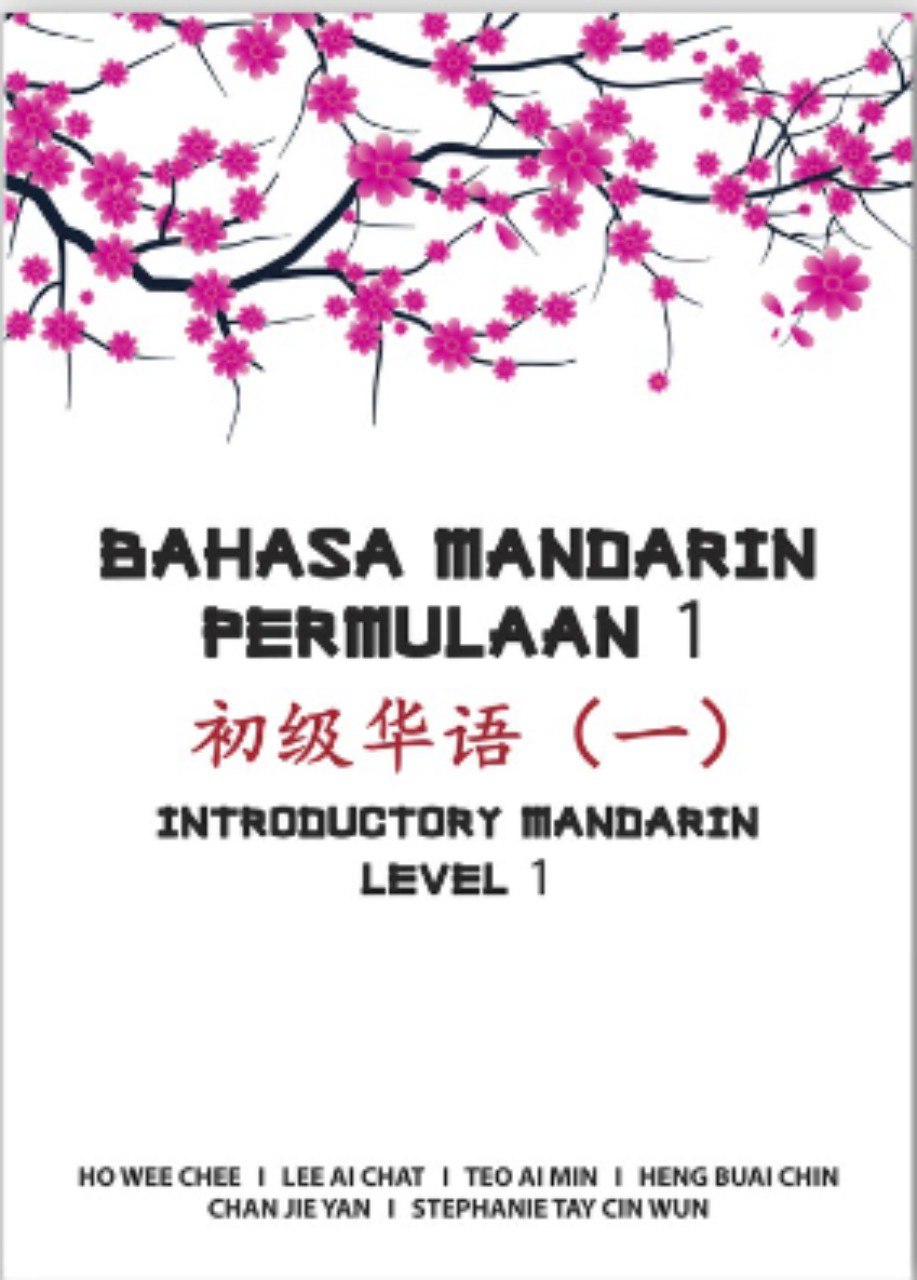 BAHASA MANDARIN
PERMULAAN 1
初级华语（一）
INTRODUCTORY MANDARIN
LEVEL 1
HO WEE CHEE I LEE AI CHAT I TEO AI MIN I HENG BUAI CHIN
CHAN JIE YAN I STEPHANIE TAY CIN WUN